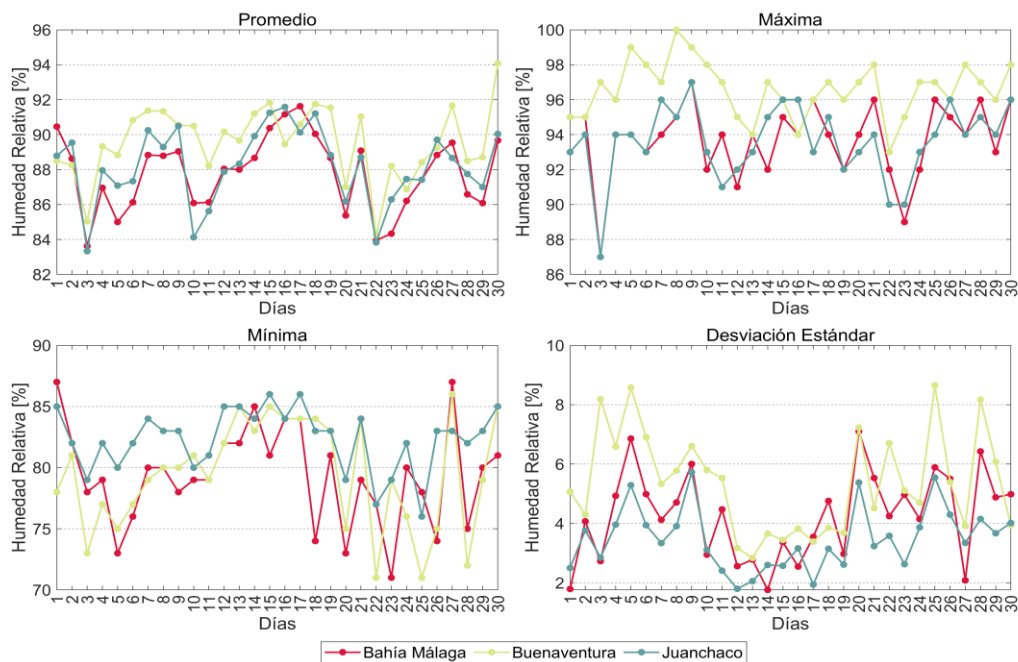 Promedio
Humedad Relativa [%]
96
94
92
90
88
86
84
82
1 2 3 4 5 6 7 8 9 10 11 12 13 14 15 16 17 18 19 20 21 22 23 24 25 26 27 28 29 30
Días
Máxima
Humedad Relativa [%]
100
98
96
94
92
90
88
86
1 2 3 4 5 6 7 8 9 10 11 12 13 14 15 16 17 18 19 20 21 22 23 24 25 26 27 28 29 30
Días
Mínima
Humedad Relativa [%]
90
85
80
75
70
1 2 3 4 5 6 7 8 9 10 11 12 13 14 15 16 17 18 19 20 21 22 23 24 25 26 27 28 29 30
Días
Desviación Estándar
Humedad Relativa [%]
10
8
6
4
2
1 2 3 4 5 6 7 8 9 10 11 12 13 14 15 16 17 18 19 20 21 22 23 24 25 26 27 28 29 30
Días
Bahía Málaga Buenaventura Juanchaco